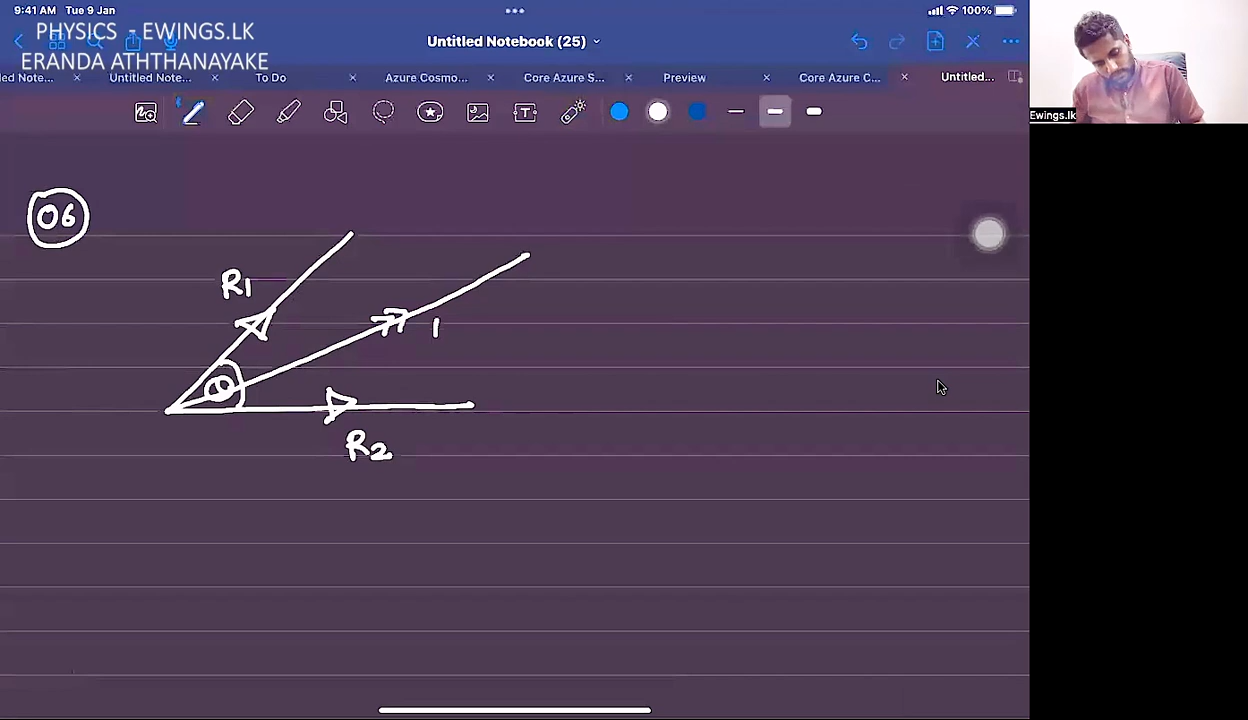 9:41 AM Tue 9 Jan
100%
PHYSICS - EWINGS.LK
ERANDA ATHTHANAYAKE
Untitled Notebook (25)
led Note...
Untitled Note...
To Do
Azure Cosmo...
Core Azure S...
Preview
Core Azure C...
Untitled...
Ewings.lk
06
R1
1
R2